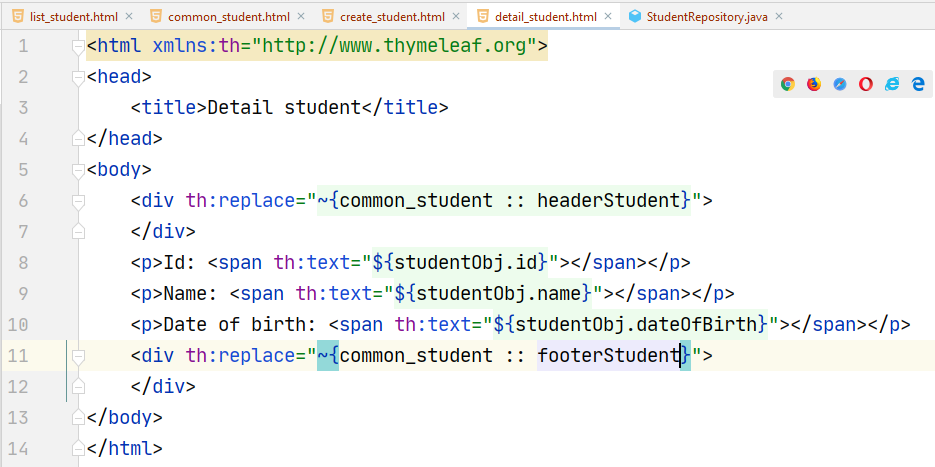 list_student.html × common_student.html × create_student.html × detail_student.html × StudentRepository.java ×
1 <html xmlns:th="http://www.thymeleaf.org">
2 <head>
3     <title>Detail student</title>
4 </head>
5 <body>
6     <div th:replace="~{common_student :: headerStudent}">
7     </div>
8     <p>Id: <span th:text="${studentObj.id}"></span></p>
9     <p>Name: <span th:text="${studentObj.name}"></span></p>
10     <p>Date of birth: <span th:text="${studentObj.dateOfBirth}"></span></p>
11     <div th:replace="~{common_student :: footerStudent}">
12     </div>
13 </body>
14 </html>